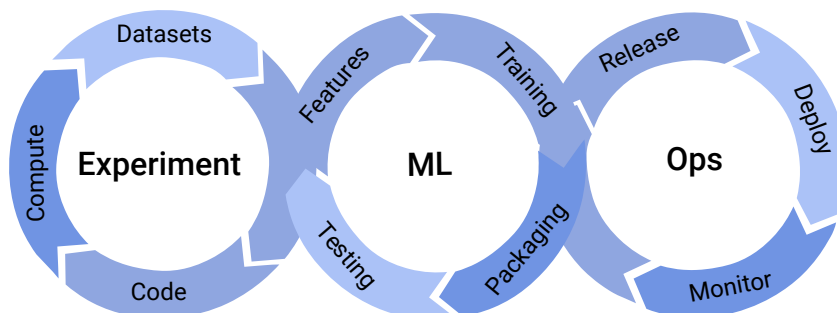 Datasets
Compute
Experiment
Code
Features
Training
ML
Testing
Packaging
Release
Deploy
Ops
Monitor